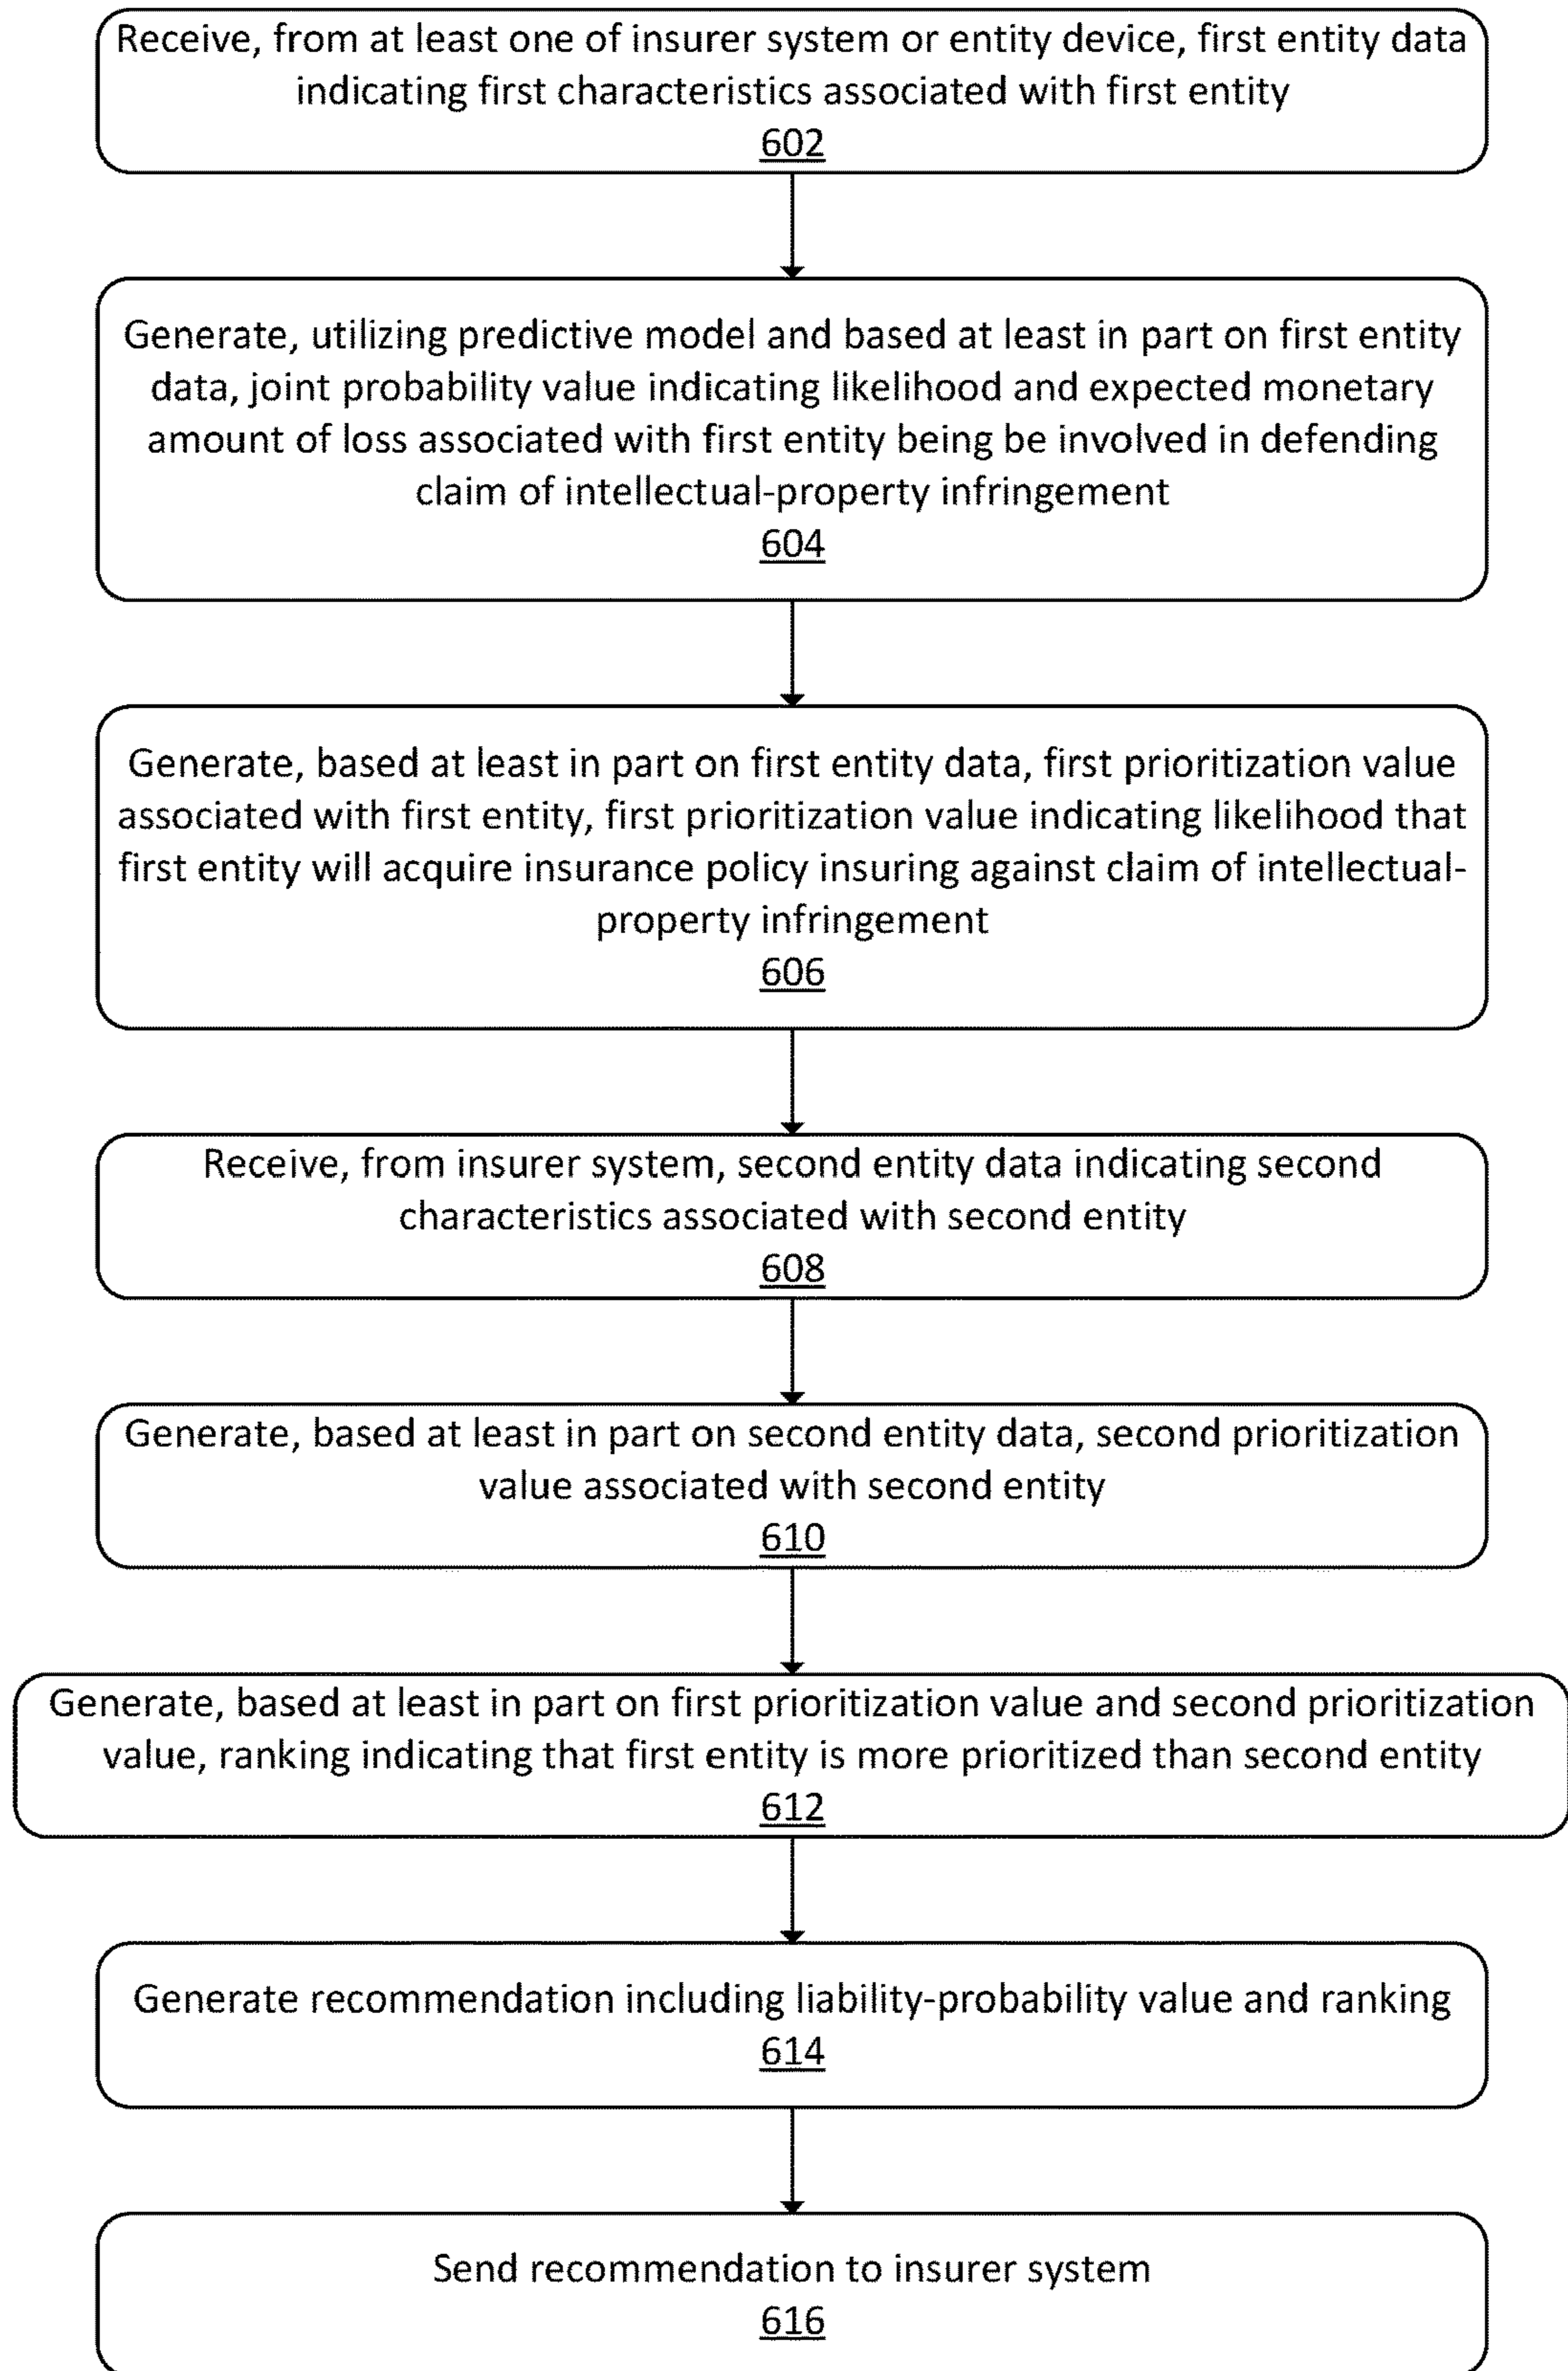 Receive, from at least one of insurer system or entity device, first entity data
indicating first characteristics associated with first entity
602
Generate, utilizing predictive model and based at least in part on first entity
data, joint probability value indicating likelihood and expected monetary
amount of loss associated with first entity being be involved in defending
claim of intellectual-property infringement
604
Generate, based at least in part on first entity data, first prioritization value
associated with first entity, first prioritization value indicating likelihood that
first entity will acquire insurance policy insuring against claim of intellectual-
property infringement
606
Receive, from insurer system, second entity data indicating second
characteristics associated with second entity
608
Generate, based at least in part on second entity data, second prioritization
value associated with second entity
610
Generate, based at least in part on first prioritization value and second prioritization
value, ranking indicating that first entity is more prioritized than second entity
612
Generate recommendation including liability-probability value and ranking
614
Send recommendation to insurer system
616